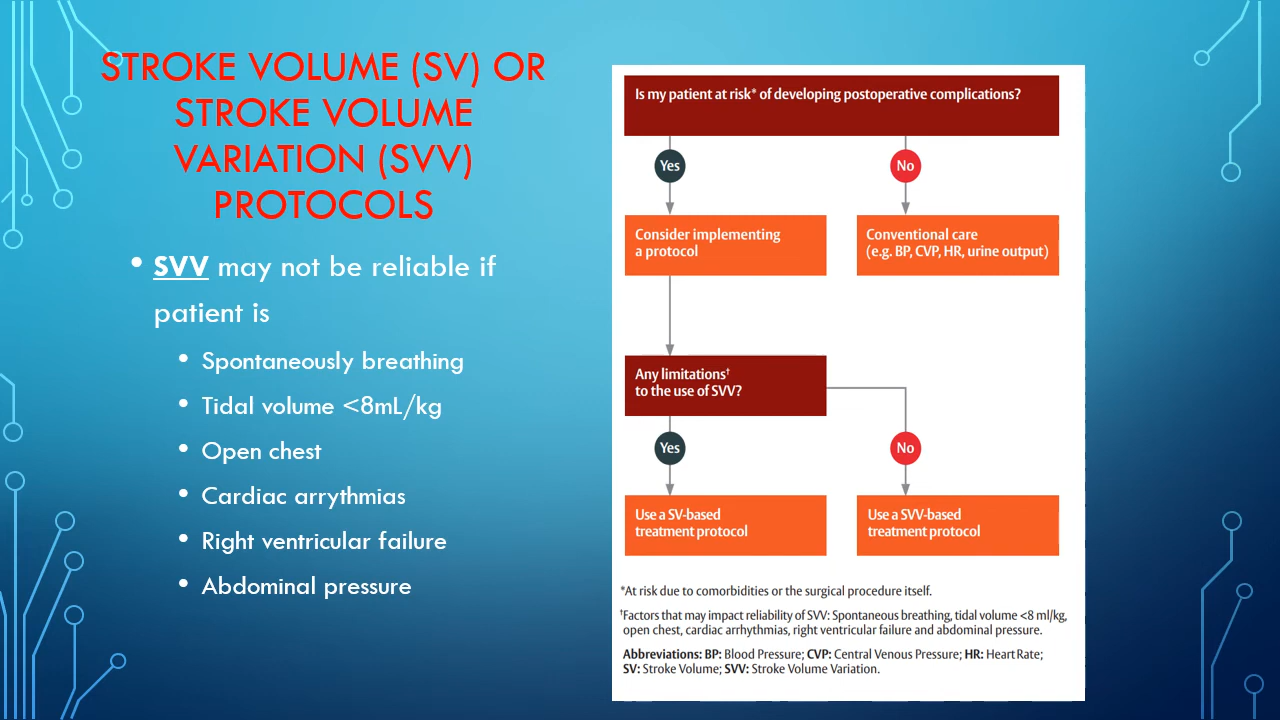 STROKE VOLUME (SV) OR
STROKE VOLUME
VARIATION (SVV)
PROTOCOLS
• SVV may not be reliable if
patient is
• Spontaneously breathing
• Tidal volume <8mL/kg
• Open chest
• Cardiac arrythmias
• Right ventricular failure
• Abdominal pressure
Is my patient at risk* of developing postoperative complications?
Yes
No
Consider implementing
a protocol
Conventional care
(e.g. BP, CVP, HR, urine output)
Any limitations†
to the use of SVV?
Yes
No
Use a SV-based
treatment protocol
Use a SVV-based
treatment protocol
*At risk due to comorbidities or the surgical procedure itself.
†Factors that may impact reliability of SVV: Spontaneous breathing, tidal volume <8 ml/kg,
open chest, cardiac arrhythmias, right ventricular failure and abdominal pressure.
Abbreviations: BP: Blood Pressure; CVP: Central Venous Pressure; HR: Heart Rate;
SV: Stroke Volume; SVV: Stroke Volume Variation.